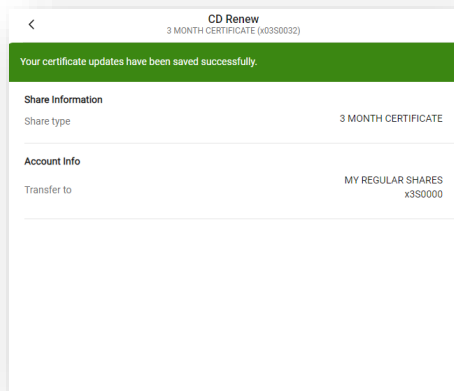 CD Renew
3 MONTH CERTIFICATE (x03S0032)
Your certificate updates have been saved successfully.
Share Information
Share type 3 MONTH CERTIFICATE
Account Info
Transfer to MY REGULAR SHARES
x3S0000